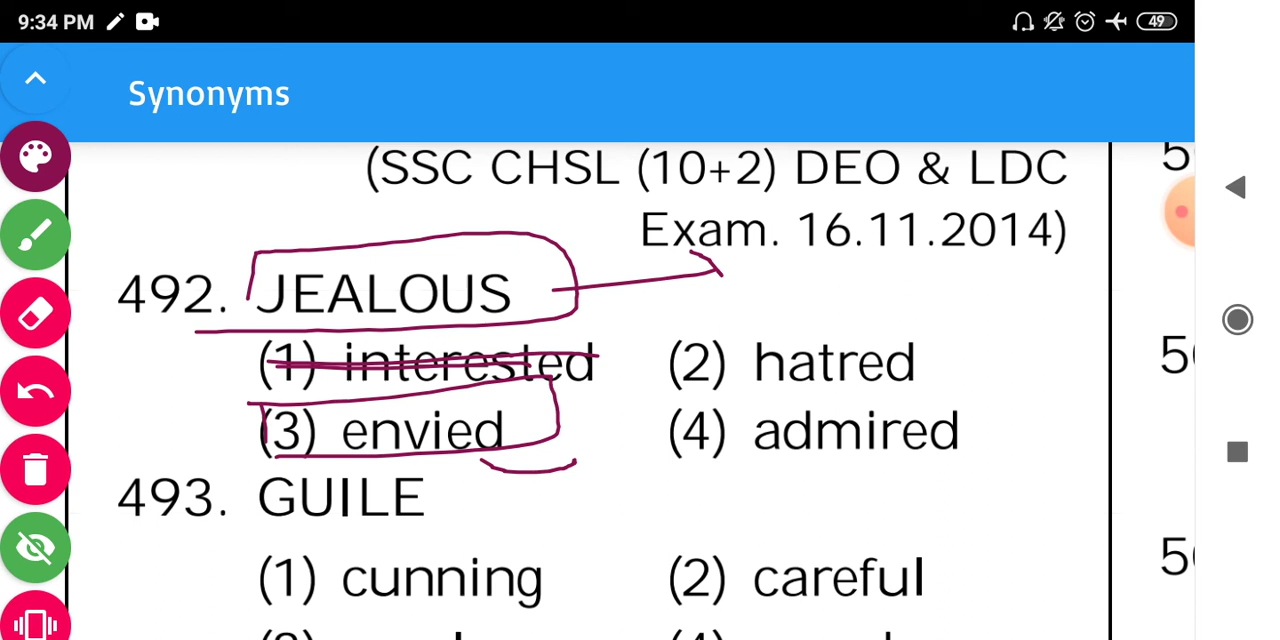 9:34 PM
49
Synonyms
(SSC CHSL (10+2) DEO & LDC
Exam. 16.11.2014)
492. JEALOUS
(1) interested (2) hatred
(3) envied (4) admired
493. GUILE
(1) cunning (2) careful